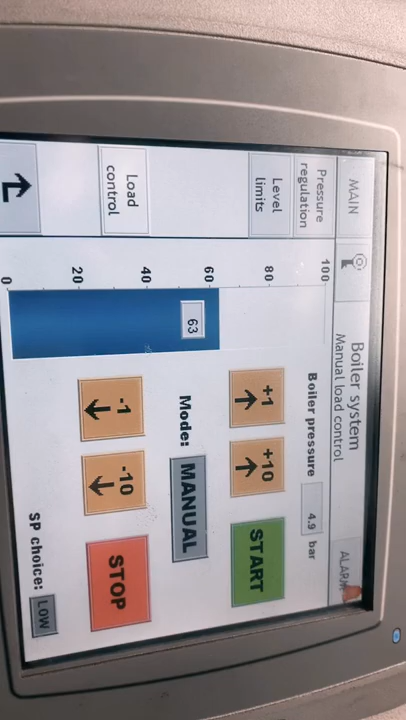 MAIN
Boiler system
Manual load control
ALARM
Pressure
regulation
Level
limits
Load
control
100
80
60
40
20
0
63
Boiler pressure 4.9 bar
+1 +10 START
Mode: MANUAL
-1 -10 STOP
SP choice: LOW